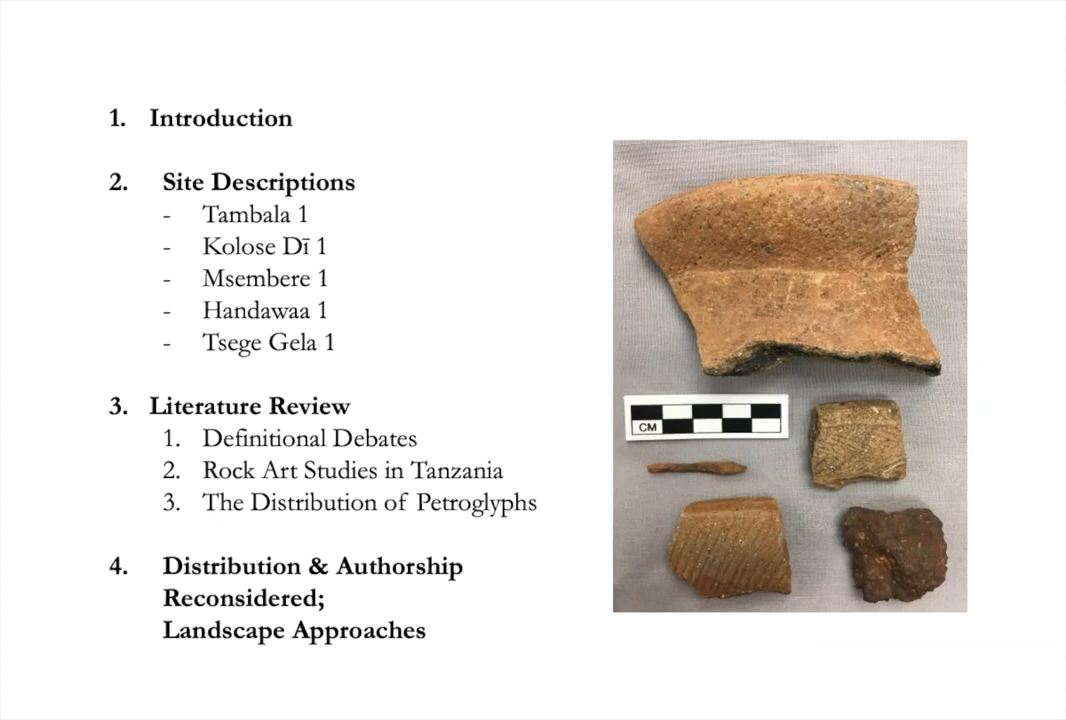 1. Introduction
2. Site Descriptions
- Tambala 1
- Kolose Dī 1
- Msembere 1
- Handawaa 1
- Tsege Gela 1
3. Literature Review
1. Definitional Debates
2. Rock Art Studies in Tanzania
3. The Distribution of Petroglyphs
4. Distribution & Authorship
Reconsidered;
Landscape Approaches
CM